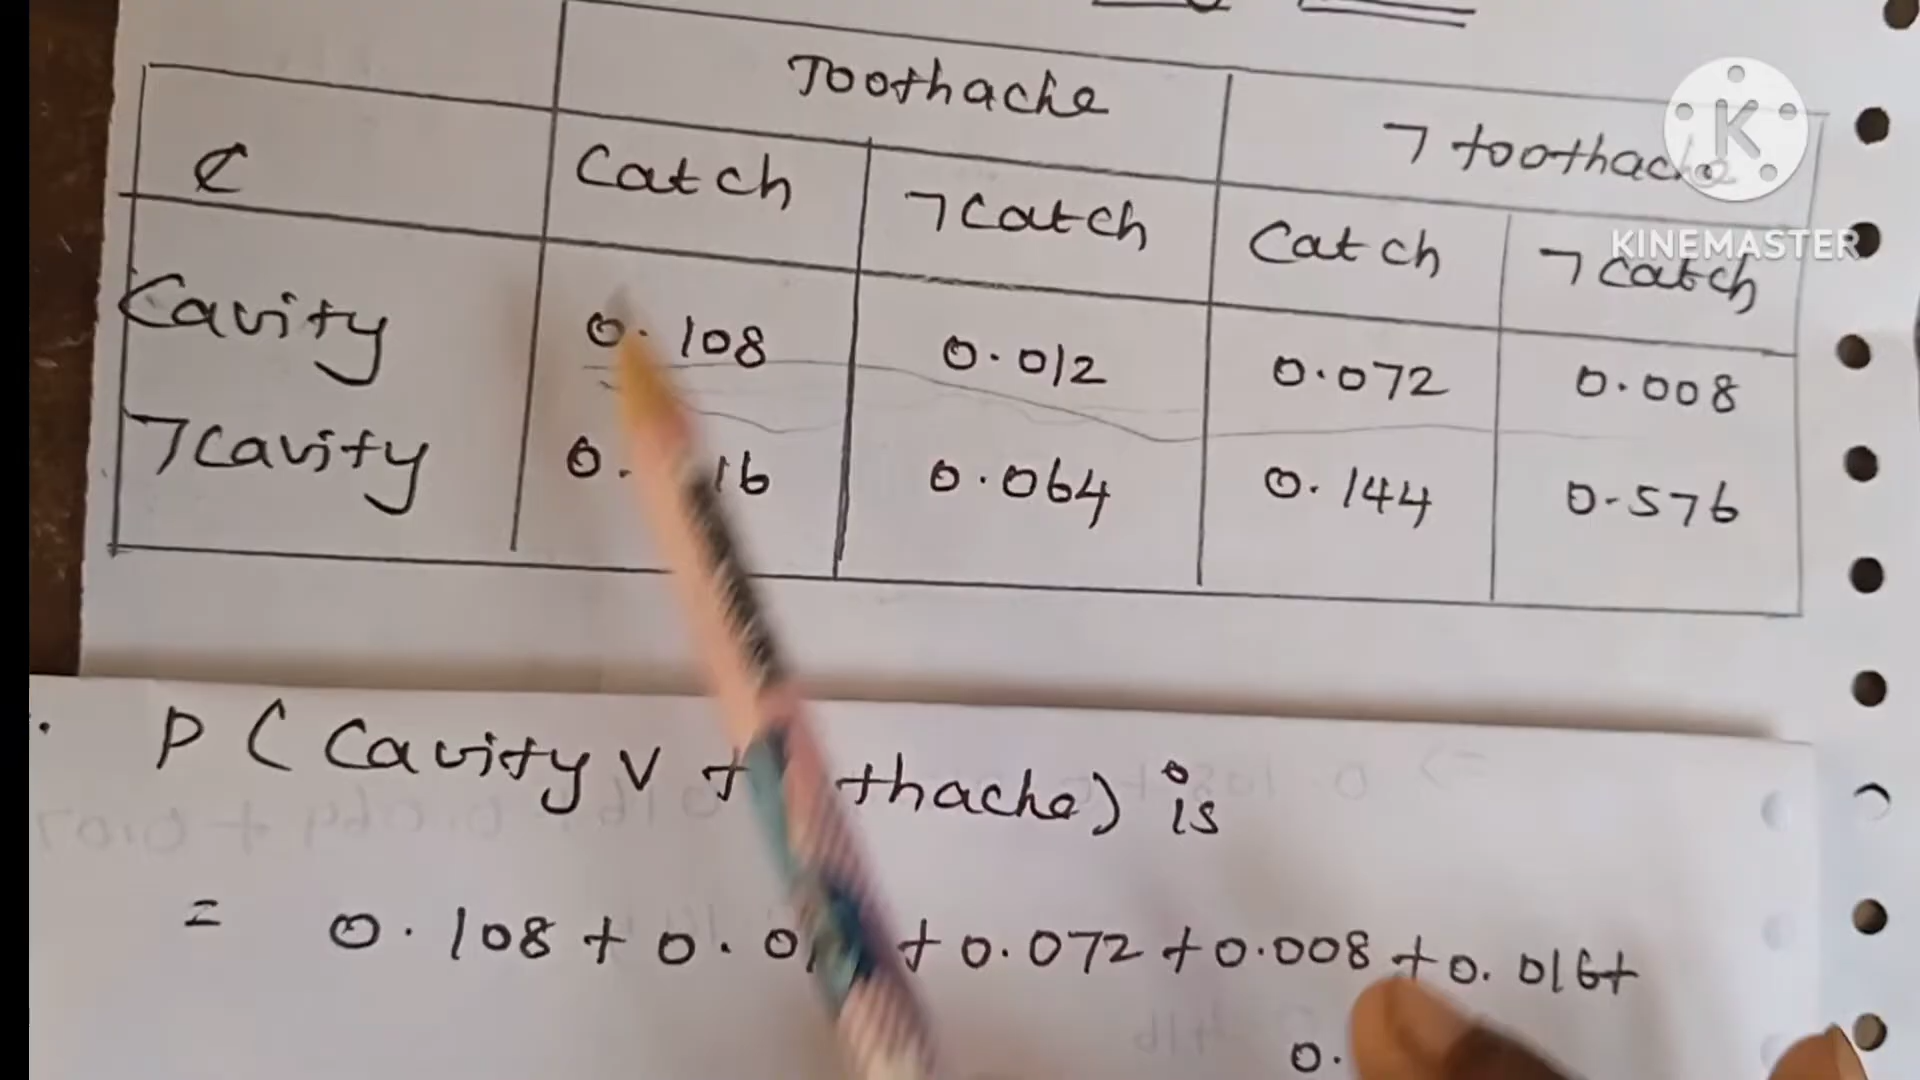 Toothache ¬ toothache
¢ Catch ¬Catch Catch ¬Catch
K
KINEMASTER
Cavity 0.108 0.012 0.072 0.008
¬Cavity 0. 16 0.064 0.144 0.576
P (Cavity V thache) is
= 0.108 + 0.01 + 0.072 + 0.008 + 0.016+
0.